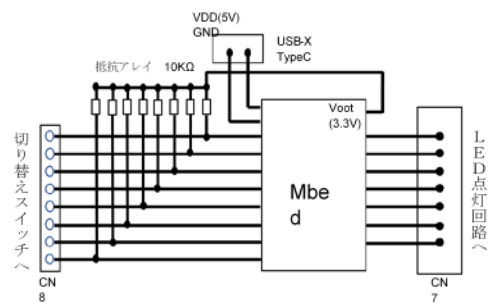 VDD(5V)
GND
USB-X
TypeC
抵抗アレイ 10KΩ
Voot
(3.3V)
Mbe
d
切り替えスイッチへ
LED点灯回路へ
CN
8
CN
7